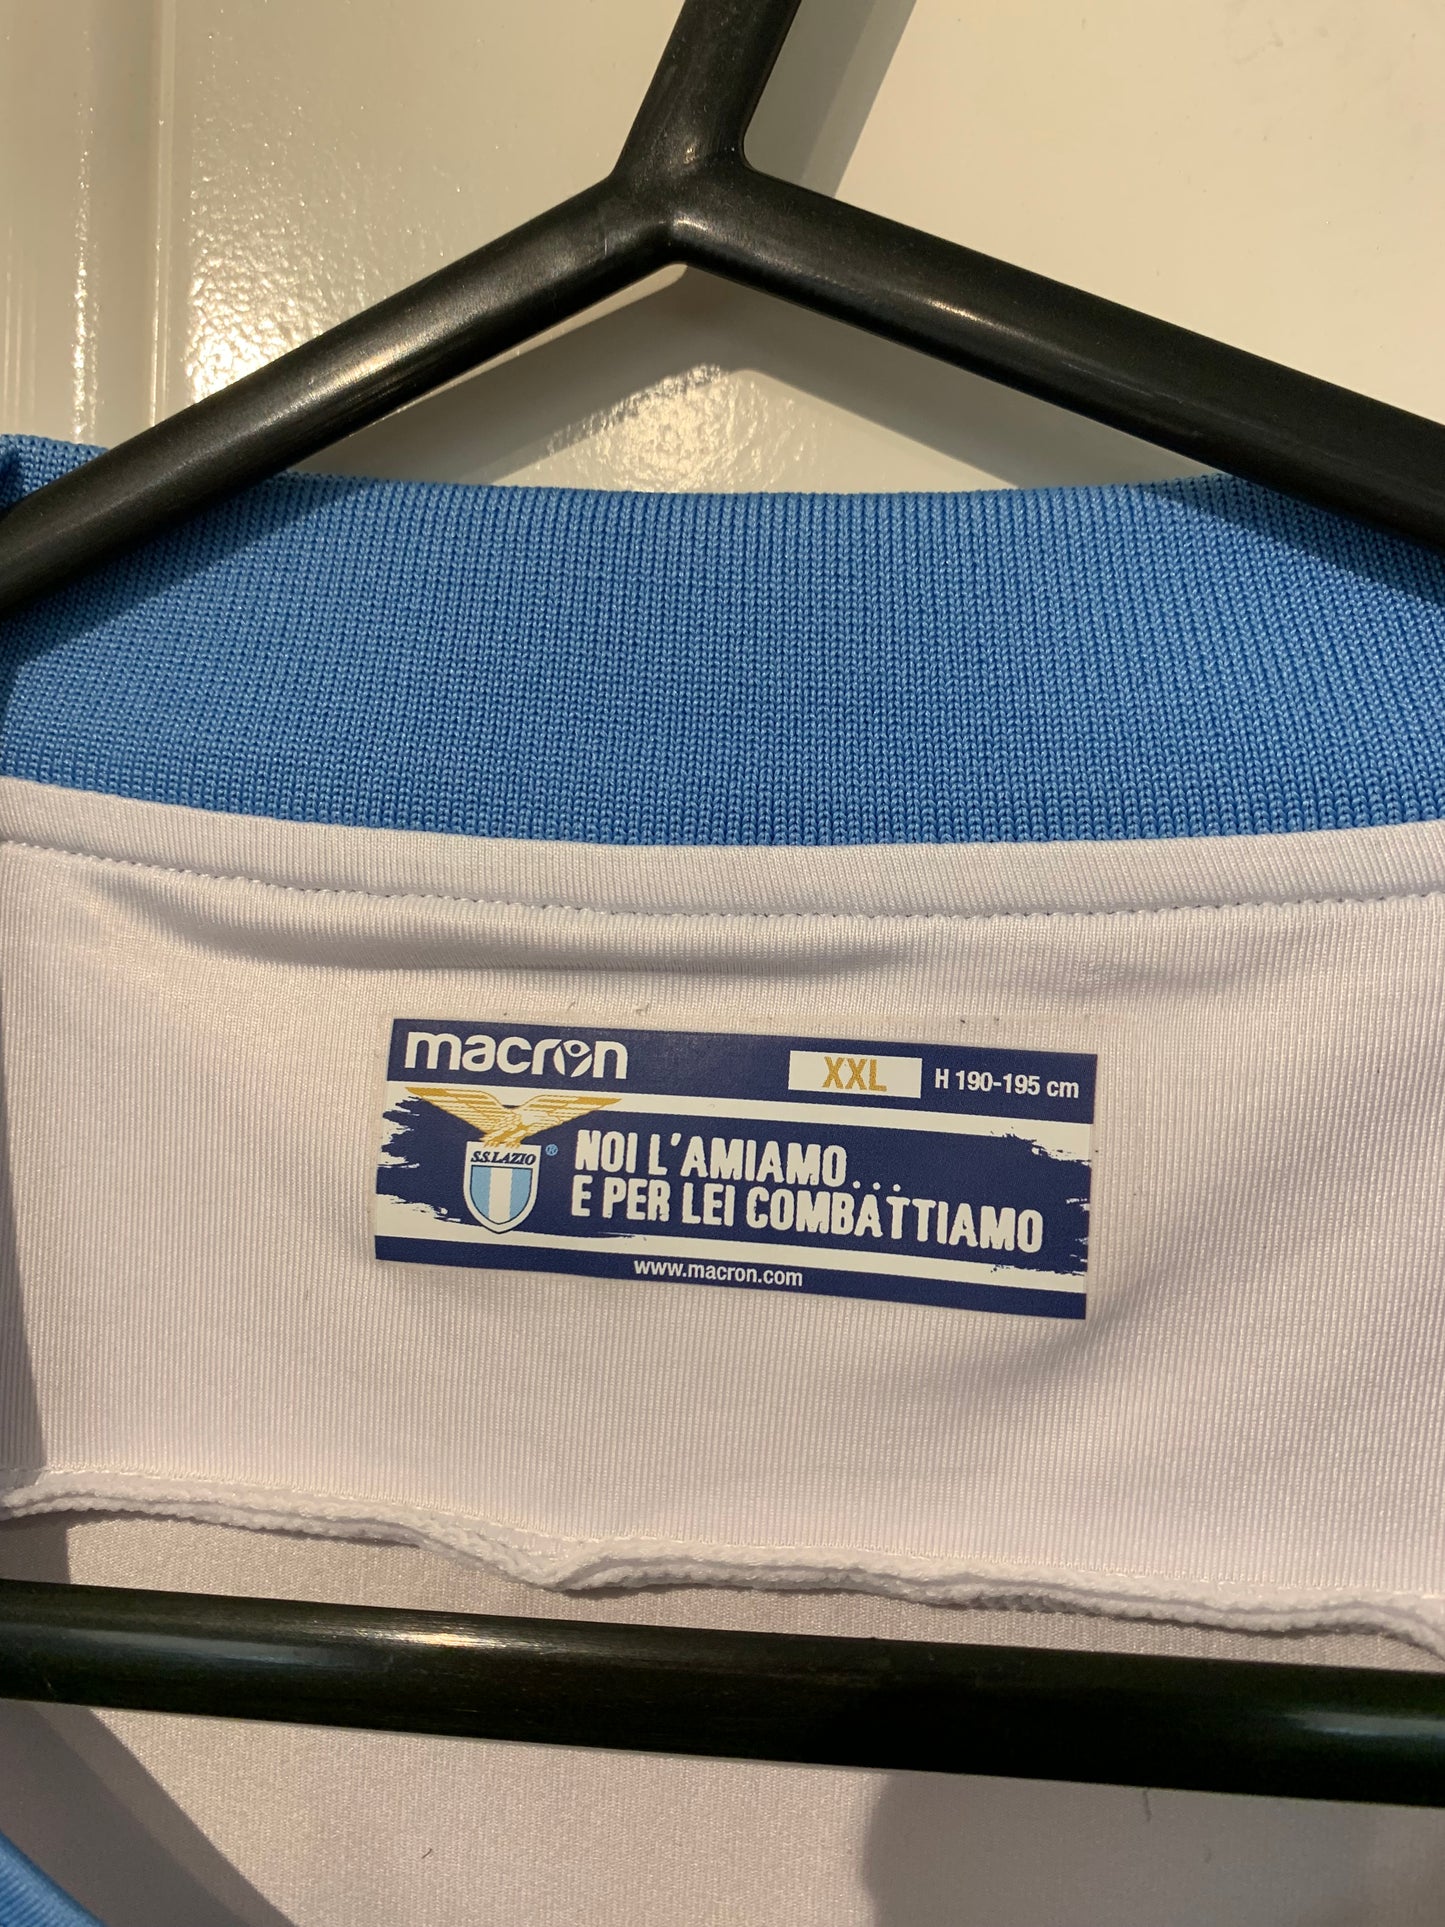 macron
XXL H 190-195 cm
S.S.LAZIO ®
NOI L'AMIAMO...
E PER LEI COMBATTIAMO
www.macron.com